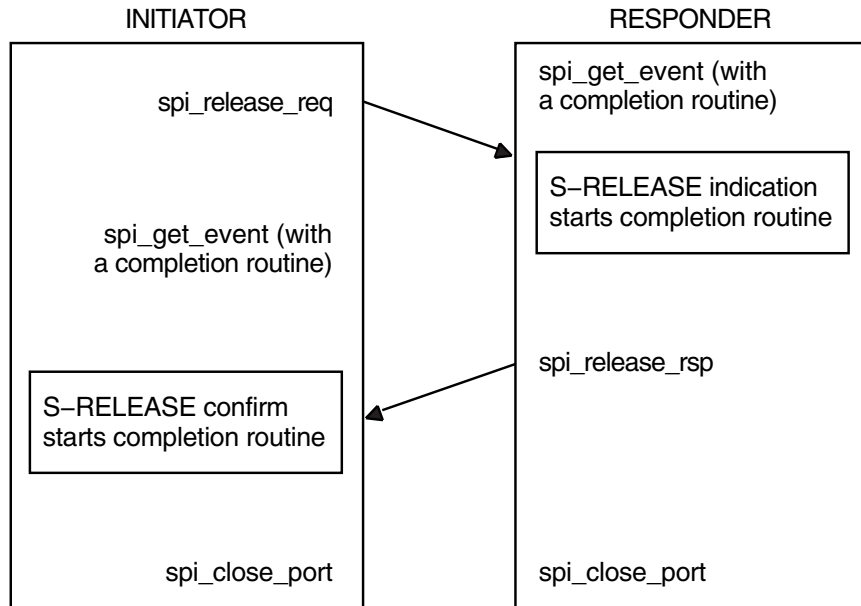 INITIATOR
spi_release_req
spi_get_event (with
a completion routine)
S–RELEASE confirm
starts completion routine
spi_close_port
RESPONDER
spi_get_event (with
a completion routine)
S–RELEASE indication
starts completion routine
spi_release_rsp
spi_close_port